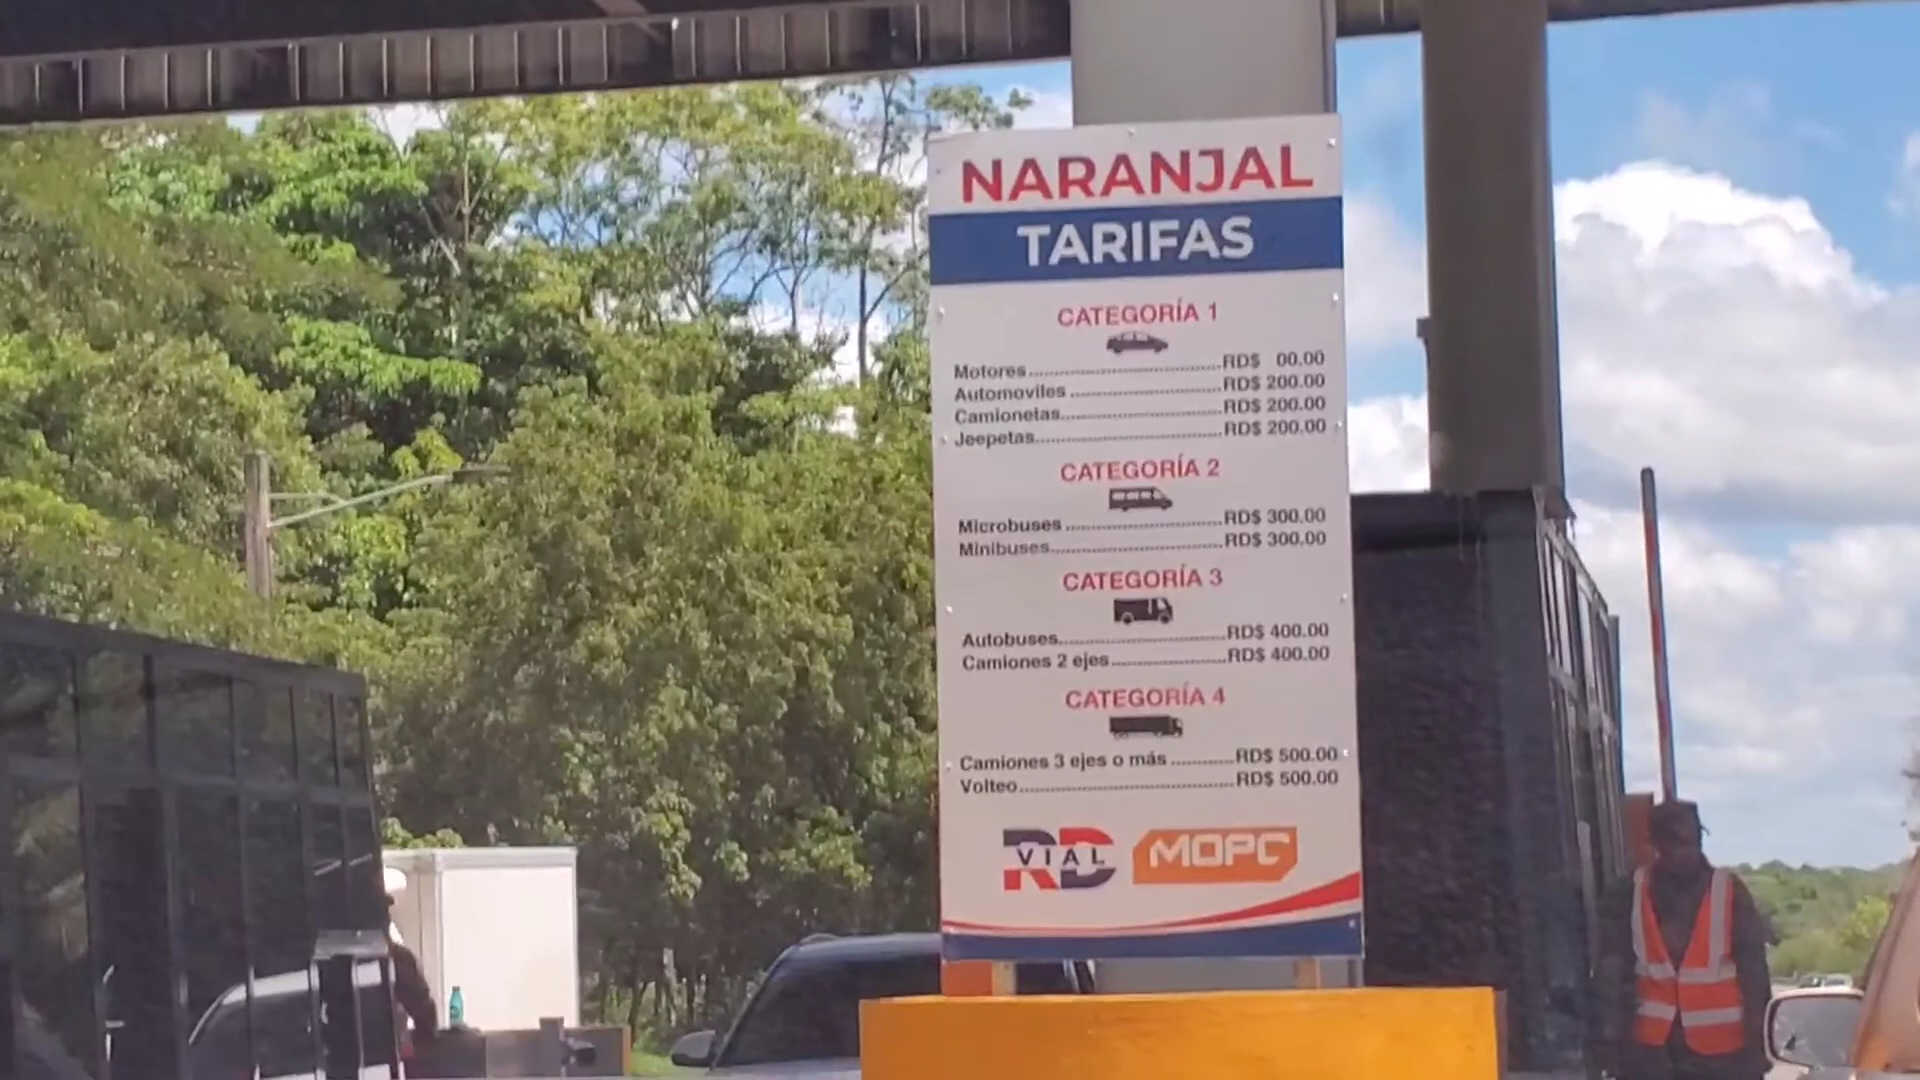 NARANJAL
TARIFAS
CATEGORÍA 1
Motores......................................RD$ 00.00
Automoviles ..............................RD$ 200.00
Camionetas................................RD$ 200.00
Jeepetas.....................................RD$ 200.00
CATEGORÍA 2
Microbuses ...............................RD$ 300.00
Minibuses..................................RD$ 300.00
CATEGORÍA 3
Autobuses.................................RD$ 400.00
Camiones 2 ejes.......................RD$ 400.00
CATEGORÍA 4
Camiones 3 ejes o más ............RD$ 500.00
Volteo..........................................RD$ 500.00
RD VIAL MOPC